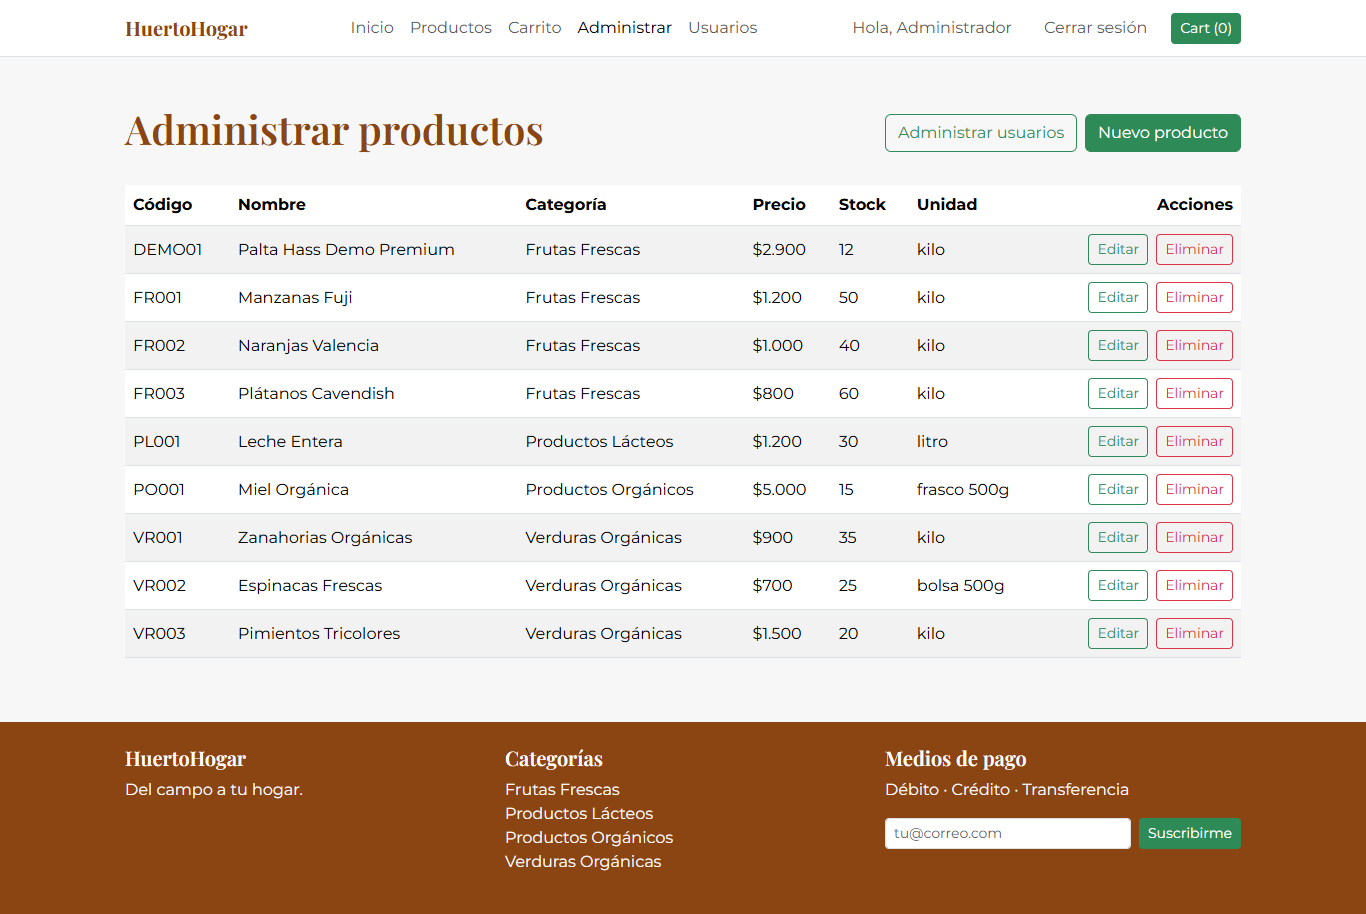 HuertoHogar Inicio Productos Carrito Administrar Usuarios Hola, Administrador Cerrar sesión Cart (0)
Administrar productos Administrar usuarios Nuevo producto
Código Nombre Categoría Precio Stock Unidad Acciones
DEMO01 Palta Hass Demo Premium Frutas Frescas $2.900 12 kilo Editar Eliminar
FR001 Manzanas Fuji Frutas Frescas $1.200 50 kilo Editar Eliminar
FR002 Naranjas Valencia Frutas Frescas $1.000 40 kilo Editar Eliminar
FR003 Plátanos Cavendish Frutas Frescas $800 60 kilo Editar Eliminar
PL001 Leche Entera Productos Lácteos $1.200 30 litro Editar Eliminar
PO001 Miel Orgánica Productos Orgánicos $5.000 15 frasco 500g Editar Eliminar
VR001 Zanahorias Orgánicas Verduras Orgánicas $900 35 kilo Editar Eliminar
VR002 Espinacas Frescas Verduras Orgánicas $700 25 bolsa 500g Editar Eliminar
VR003 Pimientos Tricolores Verduras Orgánicas $1.500 20 kilo Editar Eliminar
HuertoHogar
Del campo a tu hogar.
Categorías
Frutas Frescas
Productos Lácteos
Productos Orgánicos
Verduras Orgánicas
Medios de pago
Débito · Crédito · Transferencia
tu@correo.com Suscribirme